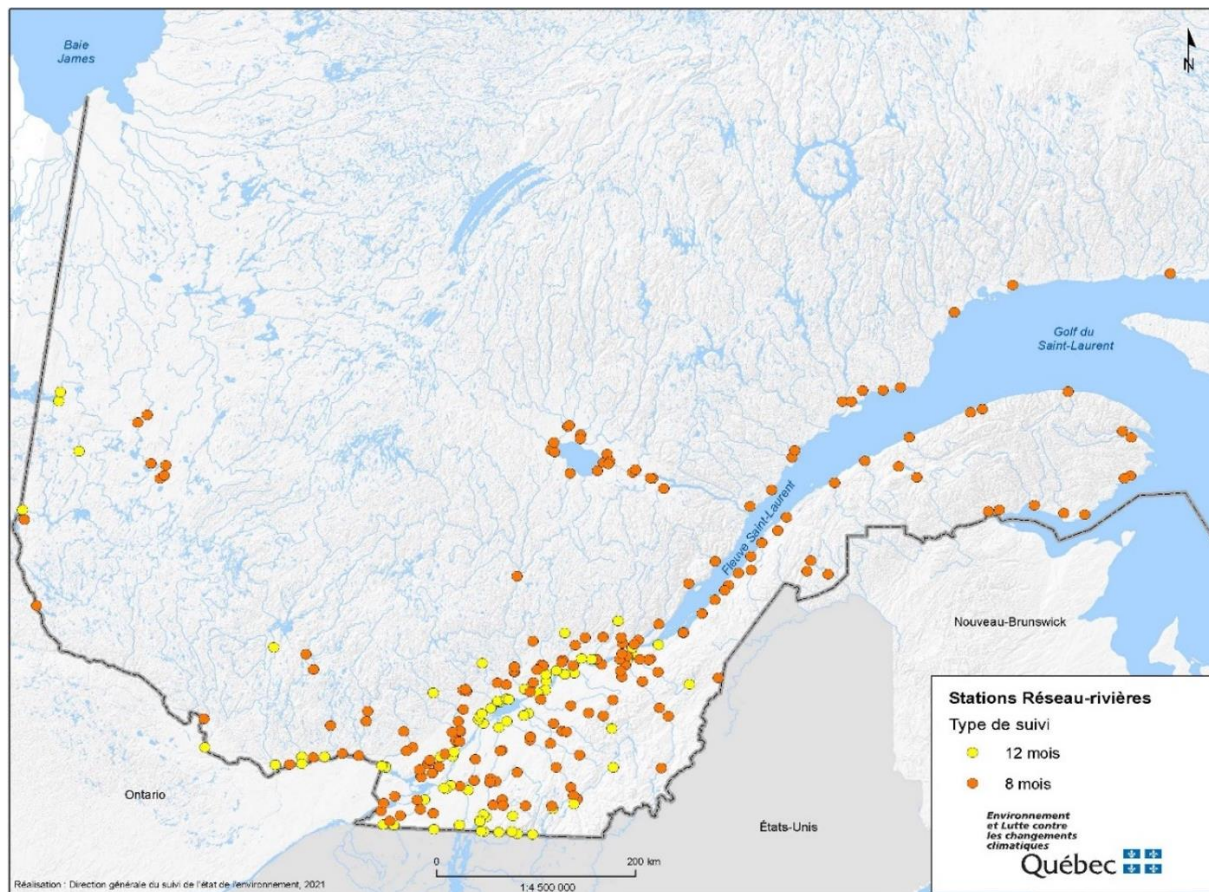 Baie
James
N
Golf du
Saint-Laurent
Fleuve Saint-Laurent
Nouveau-Brunswick
Ontario
États-Unis
Stations Réseau-rivières
Type de suivi
12 mois
8 mois
Environnement
et Lutte contre
les changements
climatiques
Québec
0 200 km
1:4 500 000
Réalisation : Direction générale du suivi de l'état de l'environnement, 2021